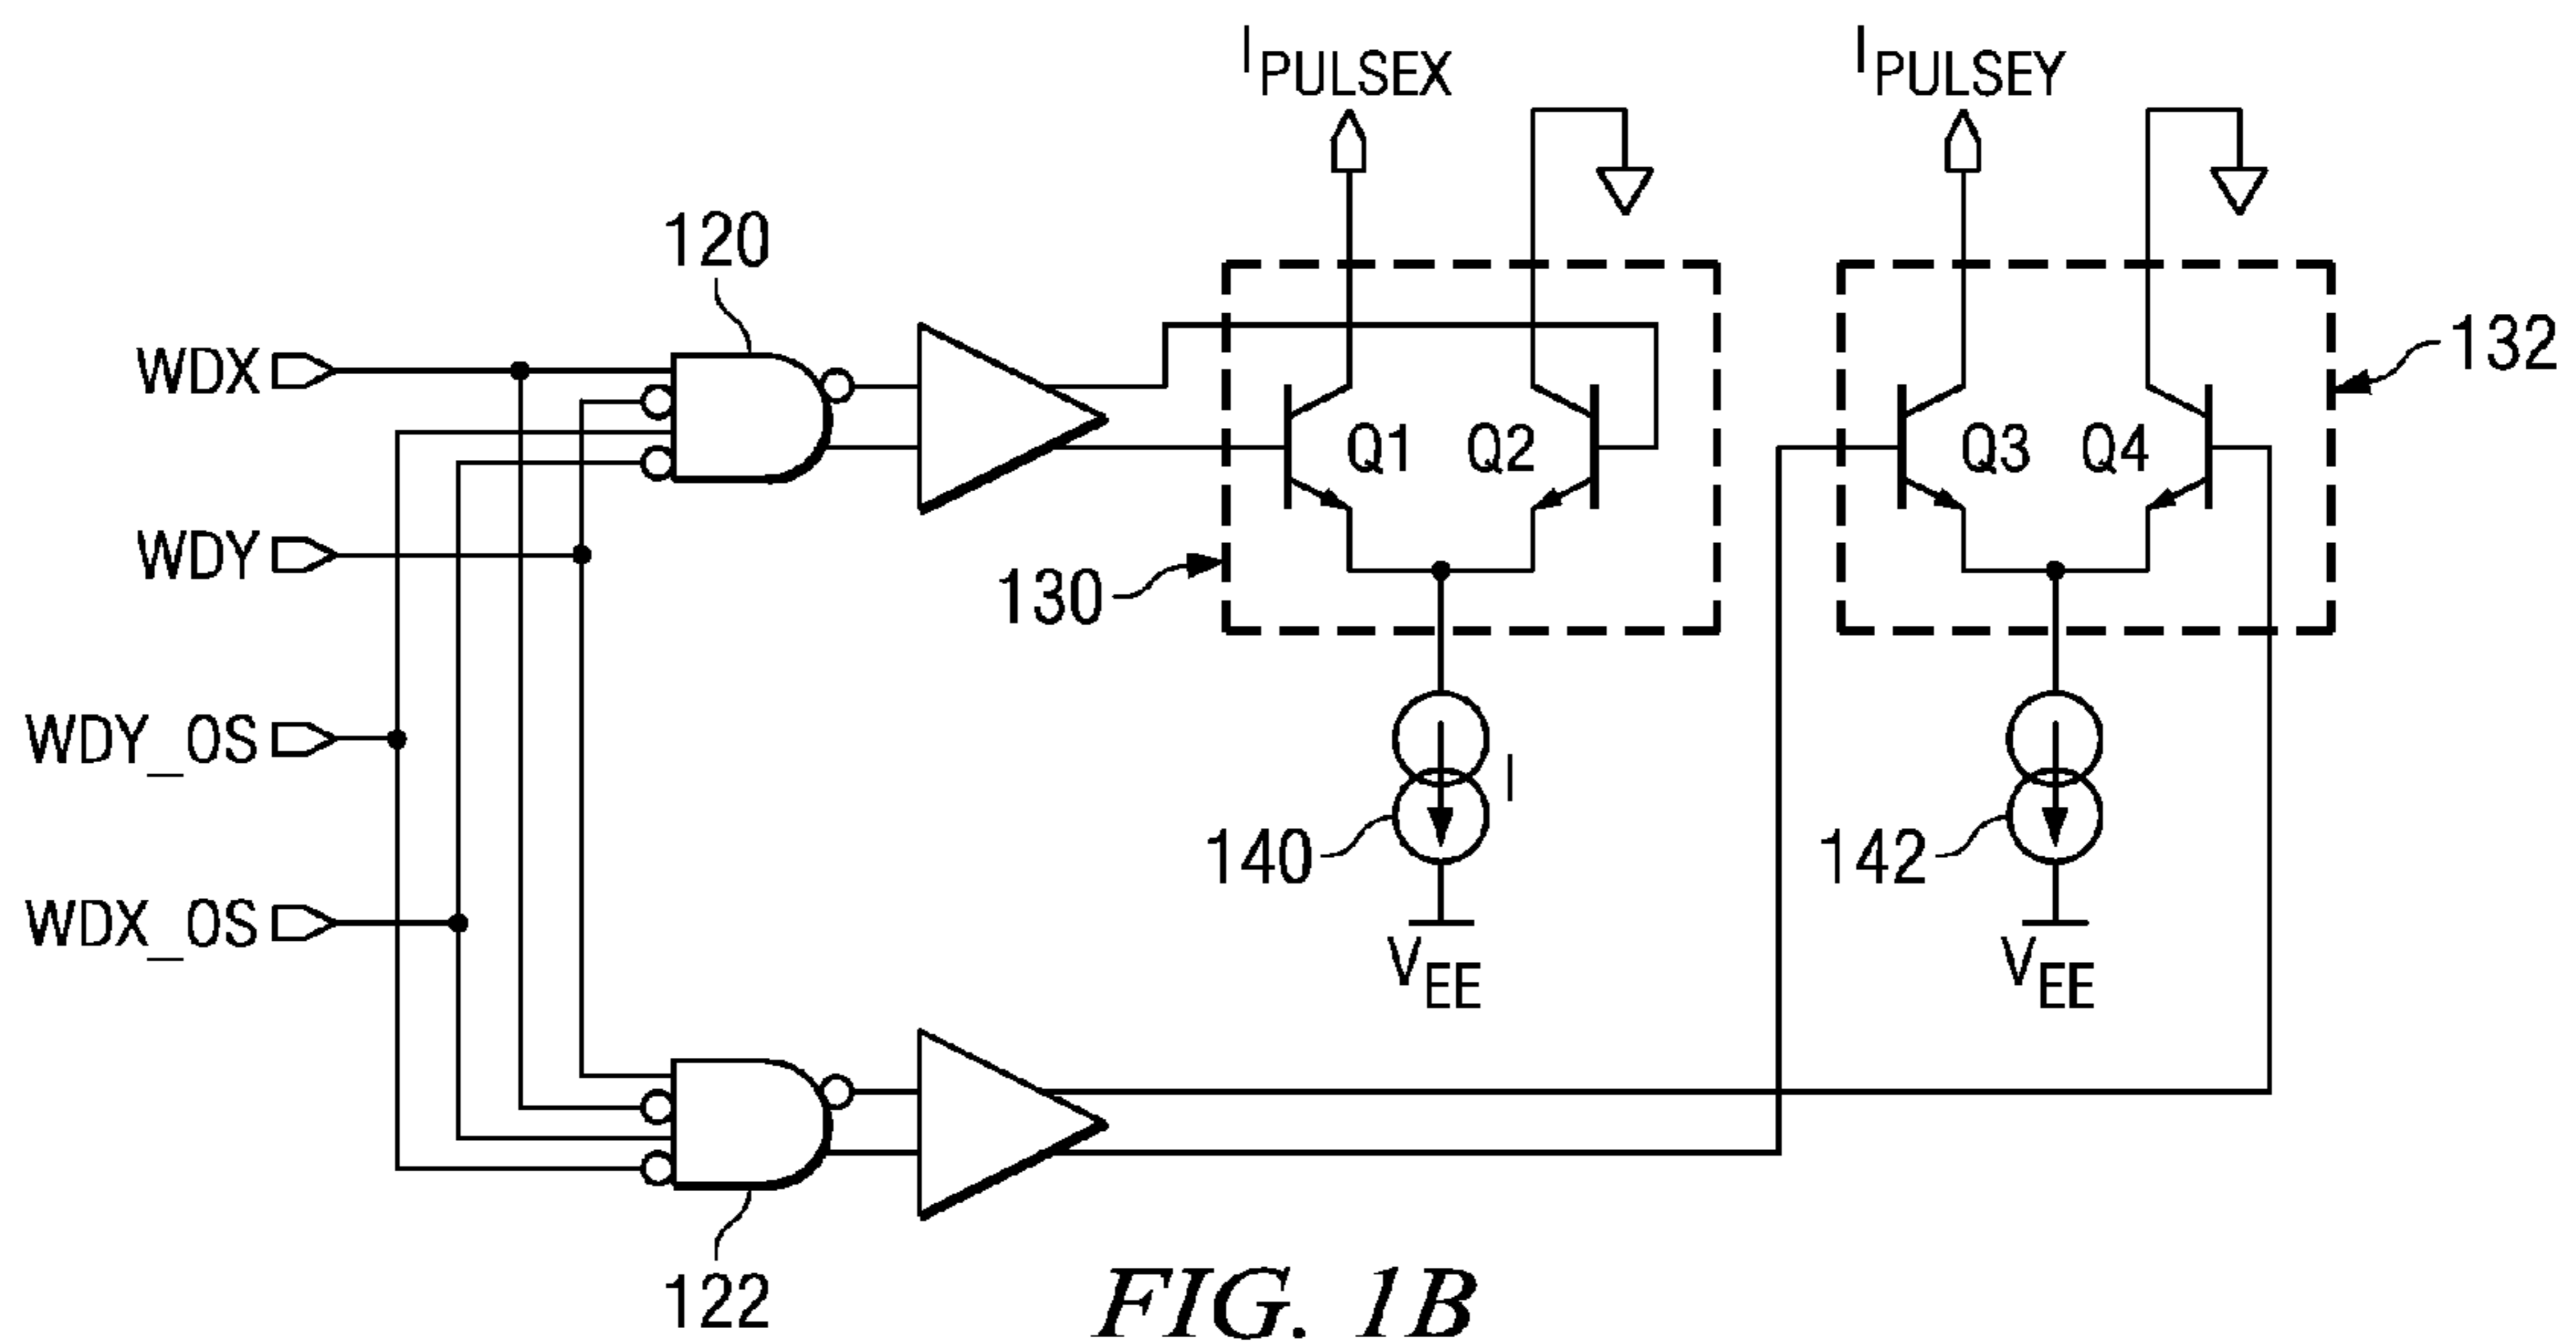 IPULSEX
IPULSEY
120
WDX
132
Q1
Q2
Q3
Q4
WDY
130
WDY_OS
I
140
142
WDX_OS
VEE
VEE
122
FIG. 1B